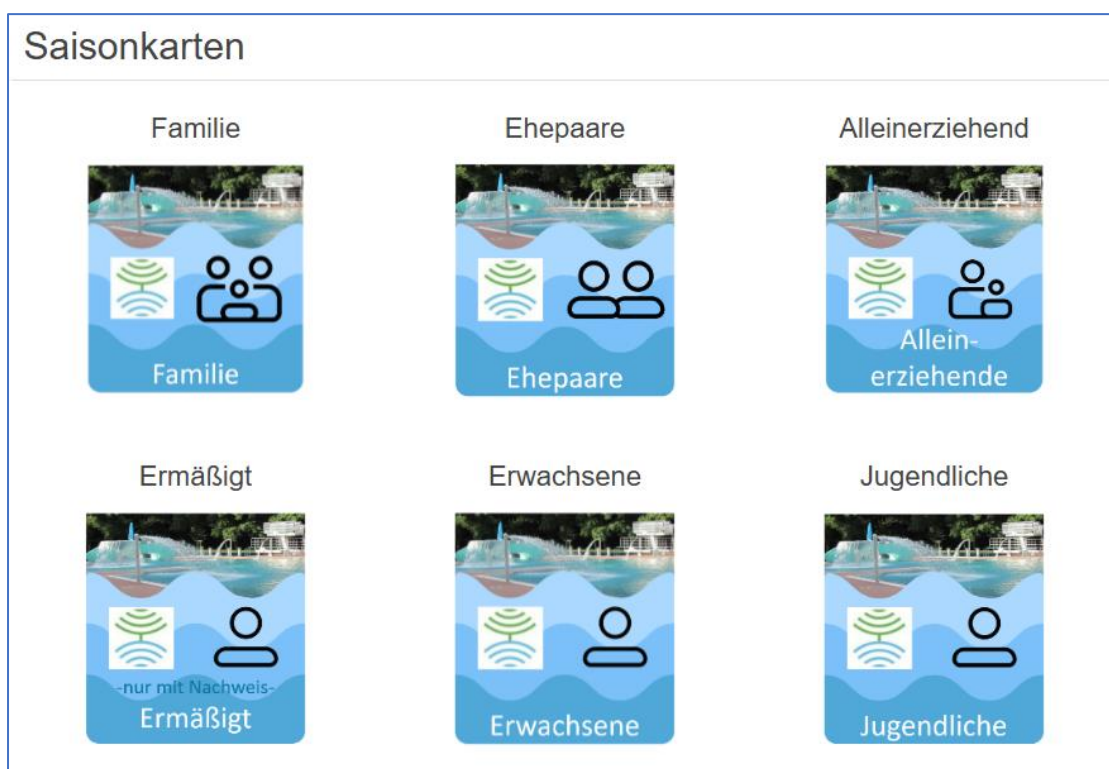 Saisonkarten
Familie
Ehepaare
Alleinerziehend
Familie
Ehepaare
Allein-
erziehende
Ermäßigt
Erwachsene
Jugendliche
-nur mit Nachweis-
Ermäßigt
Erwachsene
Jugendliche